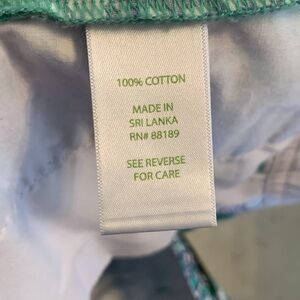 100% COTTON
MADE IN
SRI LANKA
RN# 88189
SEE REVERSE
FOR CARE